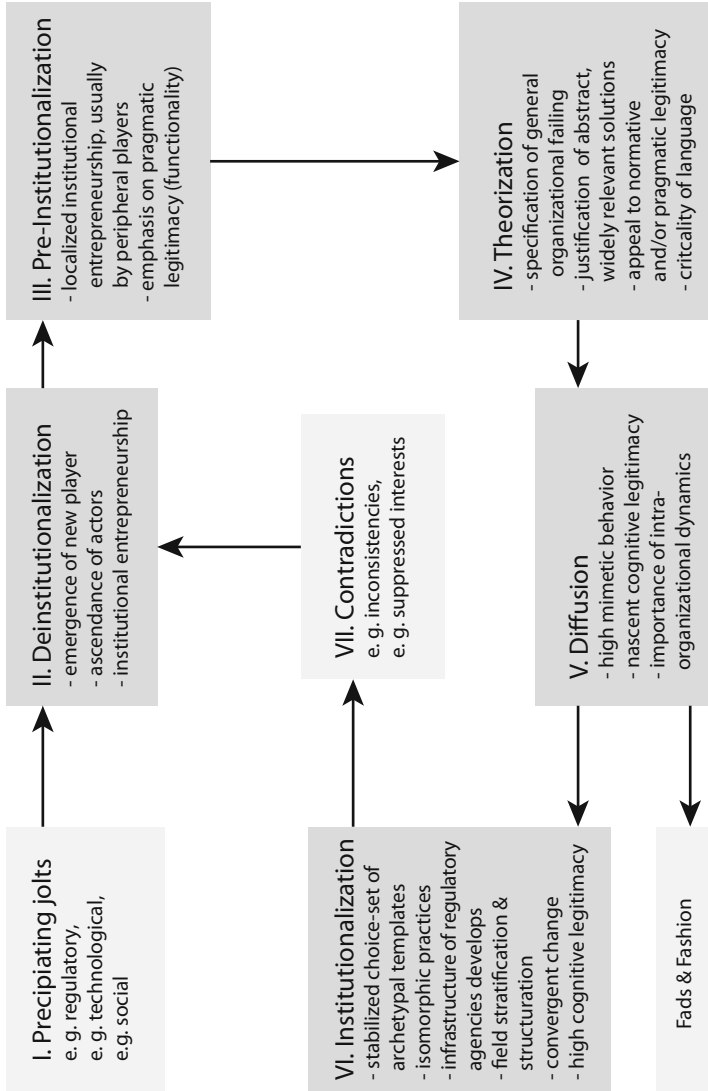 I. Precipiating jolts
e. g. regulatory,
e. g. technological,
e.g. social
II. Deinstitutionalization
- emergence of new player
- ascendance of actors
- institutional entrepreneurship
III. Pre-Institutionalization
- localized institutional
entrepreneurship, usually
by peripheral players
- emphasis on pragmatic
legitimacy (functionality)
VI. Institutionalization
- stabilized choice-set of
archetypal templates
- isomorphic practices
- infrastructure of regulatory
agencies develops
- field stratification &
structuration
- convergent change
- high cognitive legitimacy
VII. Contradictions
e. g. inconsistencies,
e. g. suppressed interests
V. Diffusion
- high mimetic behavior
- nascent cognitive legitimacy
- importance of intra-
organizational dynamics
IV. Theorization
- specification of general
organizational failing
- justification of abstract,
widely relevant solutions
- appeal to normative
and/or pragmatic legitimacy
- critcality of language
Fads & Fashion